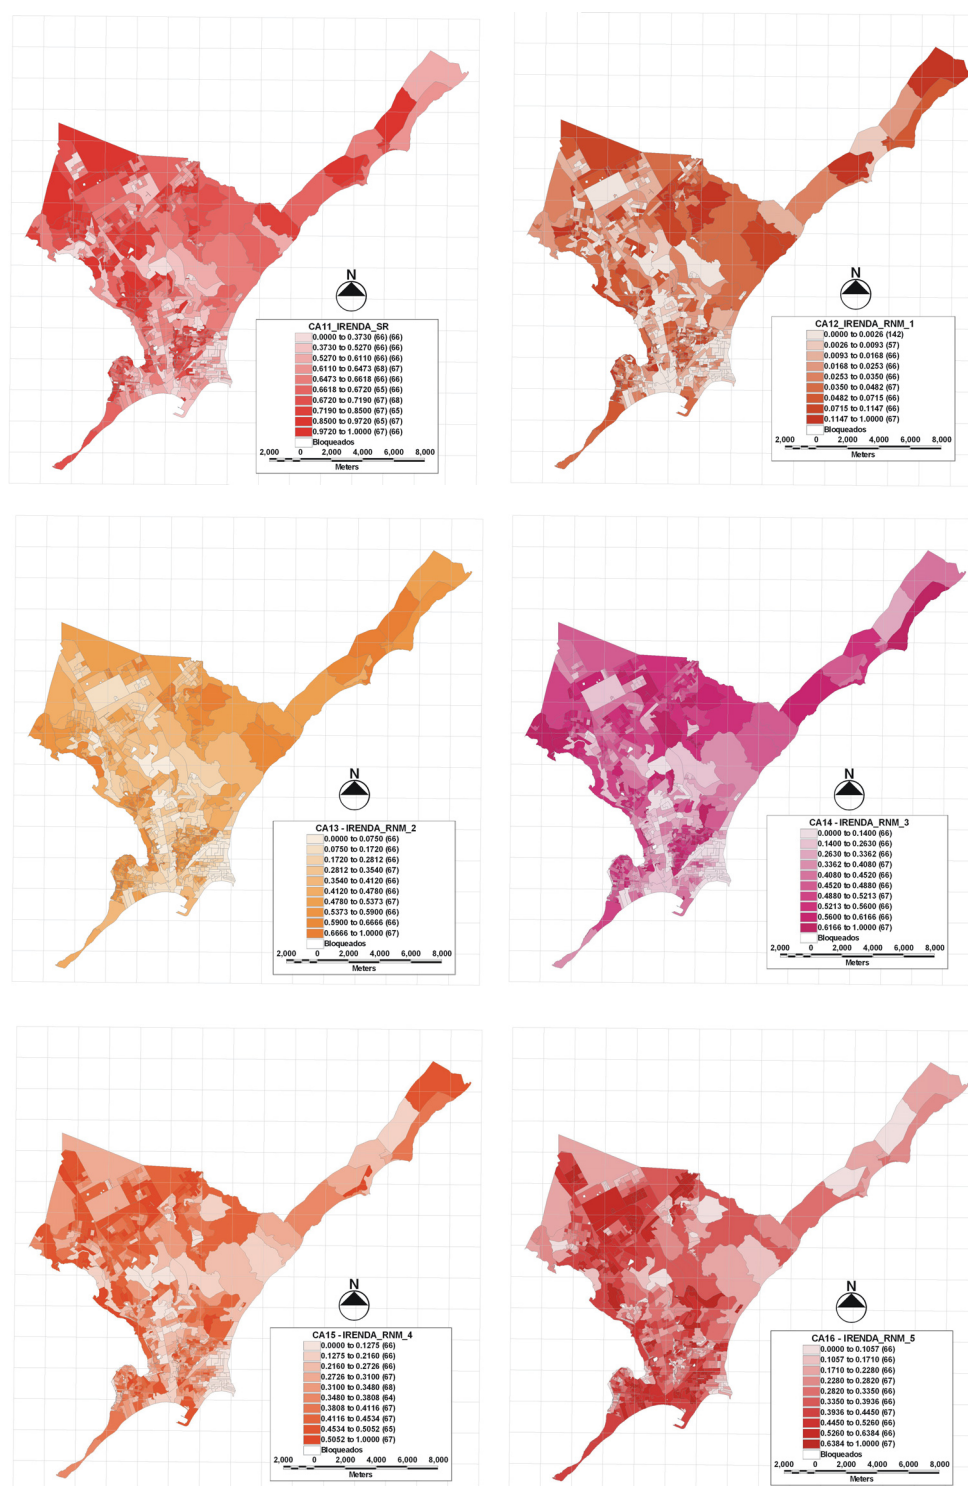 N
CA11_IRENDA_SR
0.0000 to 0.3730 (66) (66)
0.3730 to 0.5270 (66) (66)
0.5270 to 0.6110 (66) (66)
0.6110 to 0.6473 (68) (67)
0.6473 to 0.6618 (66) (66)
0.6618 to 0.6720 (65) (66)
0.6720 to 0.7190 (67) (68)
0.7190 to 0.8500 (67) (65)
0.8500 to 0.9720 (65) (67)
0.9720 to 1.0000 (67) (66)
Bloqueados
2,000 0 2,000 4,000 6,000 8,000
Meters
N
CA12_IRENDA_RNM_1
0.0000 to 0.0026 (142)
0.0026 to 0.0093 (57)
0.0093 to 0.0168 (66)
0.0168 to 0.0253 (66)
0.0253 to 0.0350 (66)
0.0350 to 0.0482 (67)
0.0482 to 0.0715 (66)
0.0715 to 0.1147 (66)
0.1147 to 1.0000 (67)
Bloqueados
2,000 0 2,000 4,000 6,000 8,000
Meters
N
CA13 - IRENDA_RNM_2
0.0000 to 0.0750 (66)
0.0750 to 0.1720 (66)
0.1720 to 0.2812 (66)
0.2812 to 0.3540 (67)
0.3540 to 0.4120 (66)
0.4120 to 0.4780 (66)
0.4780 to 0.5373 (67)
0.5373 to 0.5900 (66)
0.5900 to 0.6666 (66)
0.6666 to 1.0000 (67)
Bloqueados
2,000 0 2,000 4,000 6,000 8,000
Meters
N
CA14 - IRENDA_RNM_3
0.0000 to 0.1400 (66)
0.1400 to 0.2630 (66)
0.2630 to 0.3362 (66)
0.3362 to 0.4080 (67)
0.4080 to 0.4520 (66)
0.4520 to 0.4880 (66)
0.4880 to 0.5213 (67)
0.5213 to 0.5600 (66)
0.5600 to 0.6166 (66)
0.6166 to 1.0000 (67)
Bloqueados
2,000 0 2,000 4,000 6,000 8,000
Meters
N
CA15 - IRENDA_RNM_4
0.0000 to 0.1275 (66)
0.1275 to 0.2160 (66)
0.2160 to 0.2726 (66)
0.2726 to 0.3100 (67)
0.3100 to 0.3480 (68)
0.3480 to 0.3808 (64)
0.3808 to 0.4116 (67)
0.4116 to 0.4534 (67)
0.4534 to 0.5052 (65)
0.5052 to 1.0000 (67)
Bloqueados
2,000 0 2,000 4,000 6,000 8,000
Meters
N
CA16 - IRENDA_RNM_5
0.0000 to 0.1057 (66)
0.1057 to 0.1710 (66)
0.1710 to 0.2280 (66)
0.2280 to 0.2820 (67)
0.2820 to 0.3350 (66)
0.3350 to 0.3936 (66)
0.3936 to 0.4450 (67)
0.4450 to 0.5260 (66)
0.5260 to 0.6384 (66)
0.6384 to 1.0000 (67)
Bloqueados
2,000 0 2,000 4,000 6,000 8,000
Meters